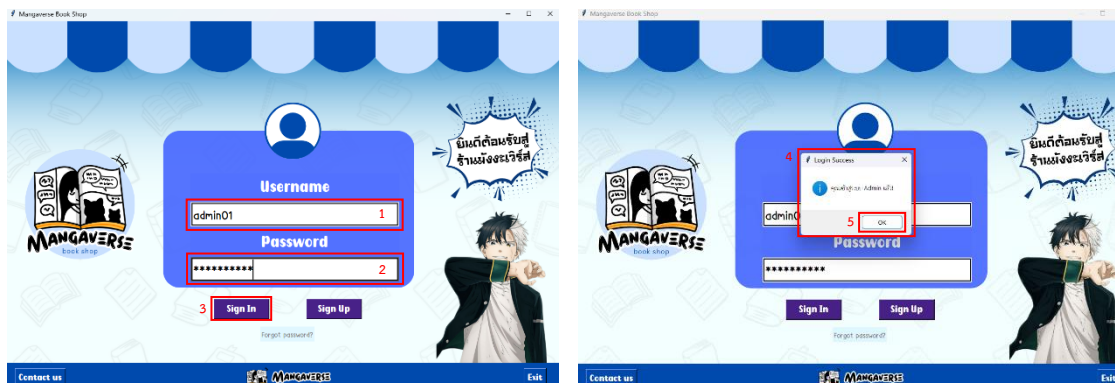 Mangaverse Book Shop
ยินดีต้อนรับสู่
ร้านมังงะเวิร์ส
Username
admin01
1
MANGAVERSE
book shop
Password
**********
2
3
Sign In
Sign Up
Forgot password?
Contact us
MANGAVERSE
Exit
Mangaverse Book Shop
ยินดีต้อนรับสู่
ร้านมังงะเวิร์ส
4
Login Success
Admin
5
OK
MANGAVERSE
book shop
Password
**********
Sign In
Sign Up
Forgot password?
Contact us
MANGAVERSE